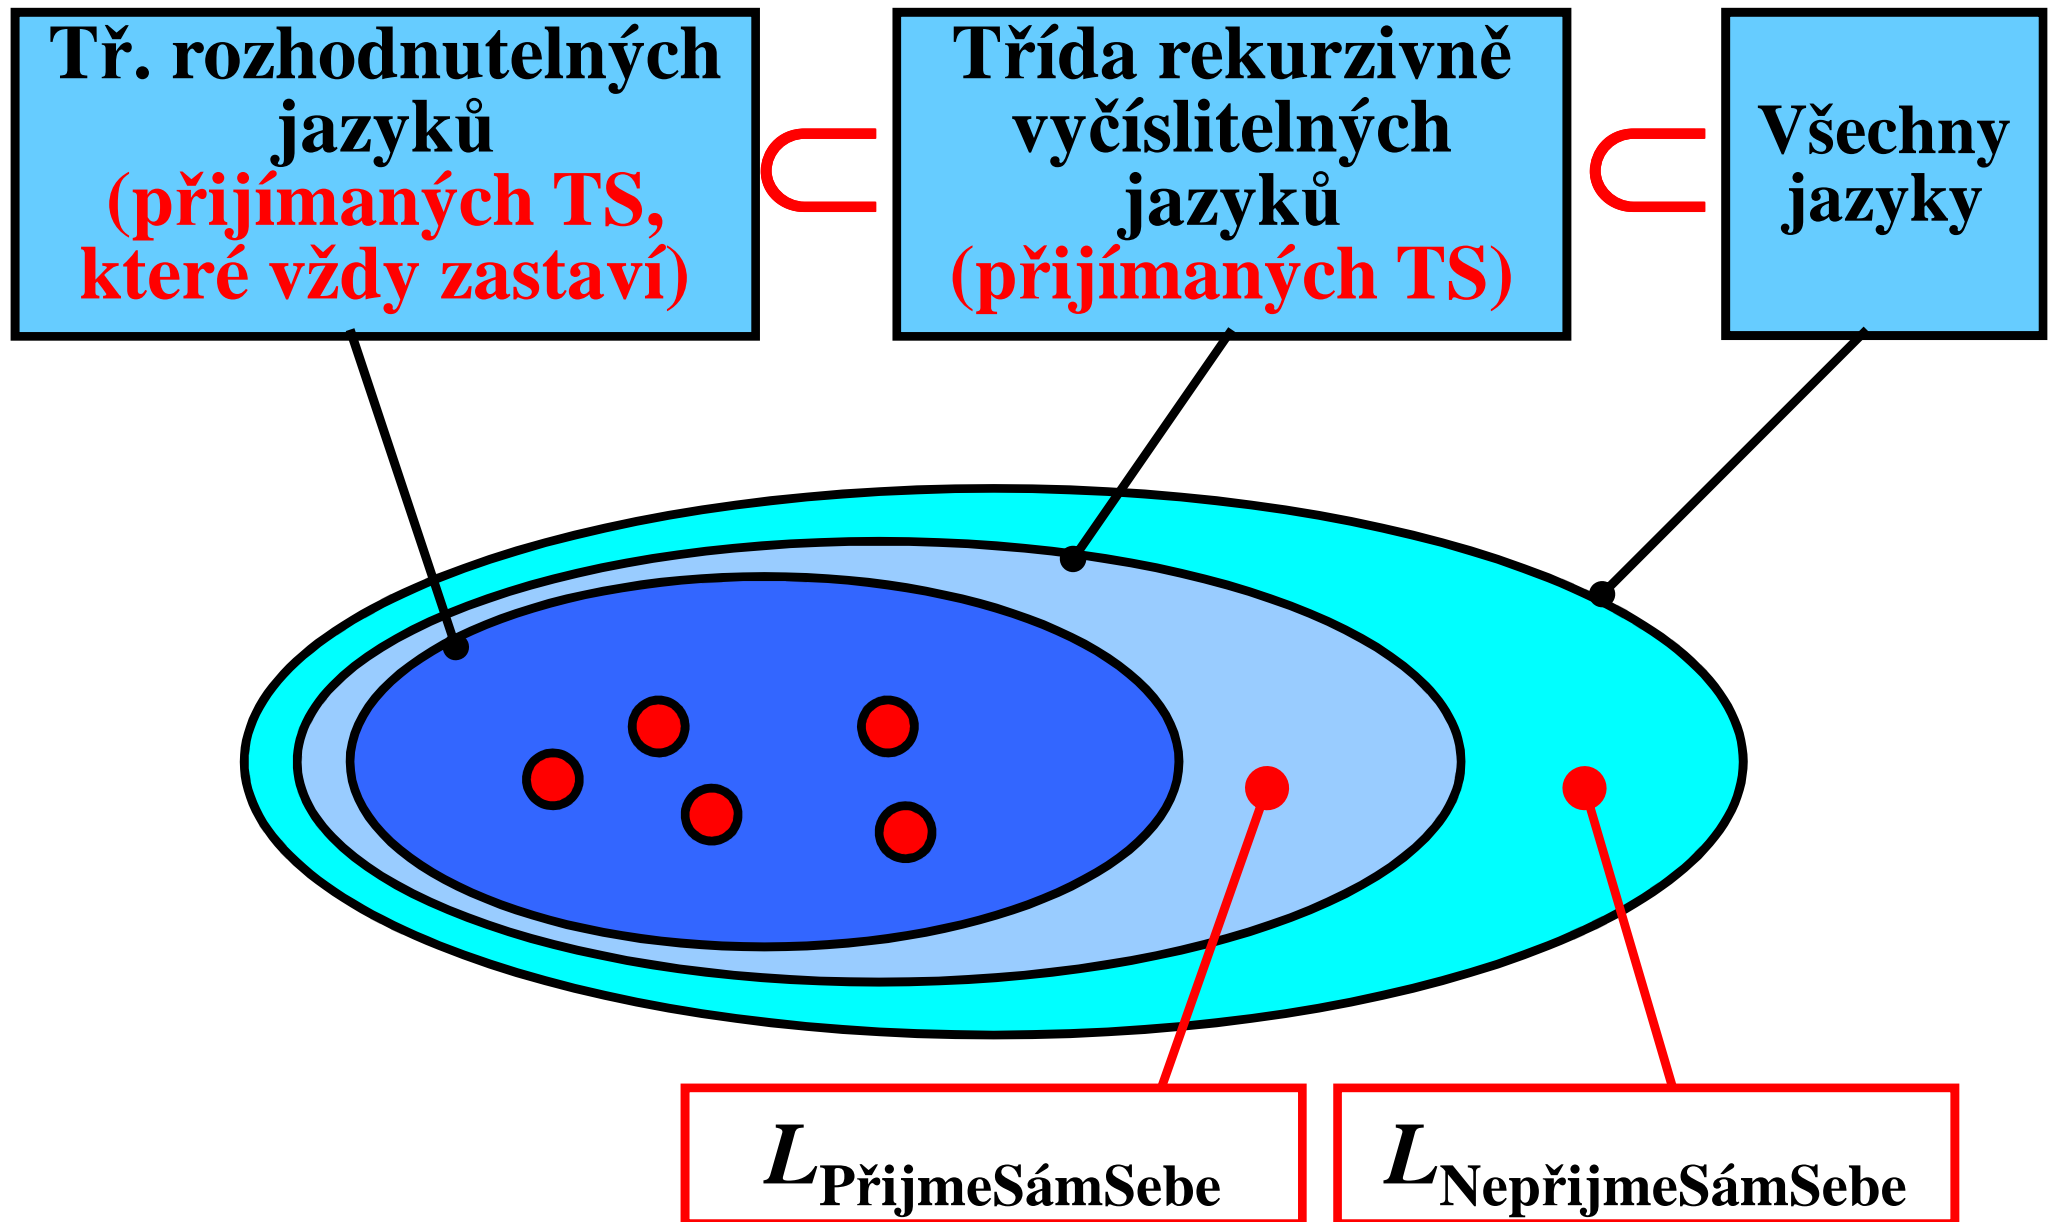 Tř. rozhodnutelných
jazyků
(přijímaných TS,
které vždy zastaví)
⊂
Třída rekurzivně
vyčíslitelných
jazyků
(přijímaných TS)
⊂
Všechny
jazyky
LPřijmeSámSebe
LNepřijmeSámSebe